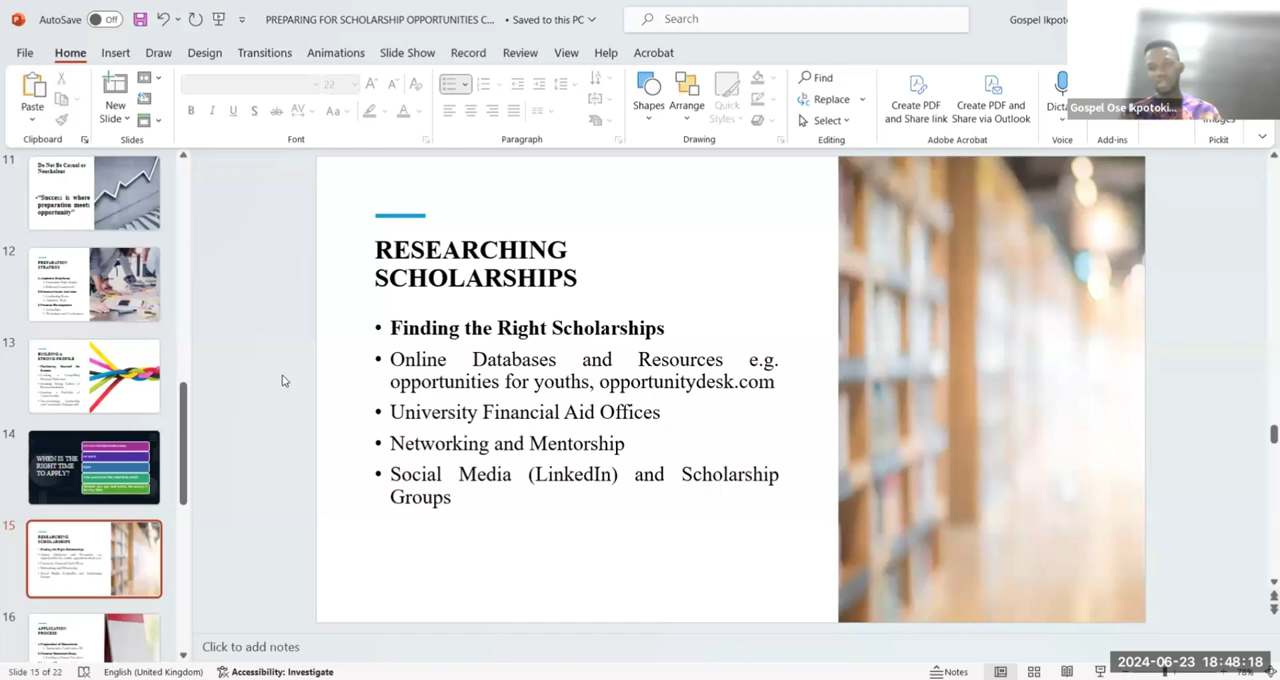 AutoSave Off PREPARING FOR SCHOLARSHIP OPPORTUNITIES C... • Saved to this PC Search Gospel Ikpoto
File Home Insert Draw Design Transitions Animations Slide Show Record Review View Help Acrobat
Gospel Ose Ikpotoki...
22
Paste New Slide Shapes Arrange Quick Styles Find Replace Select Create PDF and Share link Create PDF and Share via Outlook
B I U S ab AV Aa A
Clipboard Slides Font Paragraph Drawing Editing Adobe Acrobat Voice Add-ins Pickit
11
Do Not Be Casual or
Nonchalant
•"Success is where
preparation meets
opportunity"
12
PREPARATION
STRATEGY
13
BUILDING A
STRONG PROFILE
14
WHEN IS THE
RIGHT TIME
TO APPLY?
15
RESEARCHING
SCHOLARSHIPS
16
APPLICATION
PROCESS
RESEARCHING
SCHOLARSHIPS
• Finding the Right Scholarships
• Online Databases and Resources e.g.
opportunities for youths, opportunitydesk.com
• University Financial Aid Offices
• Networking and Mentorship
• Social Media (LinkedIn) and Scholarship
Groups
Click to add notes
Slide 15 of 22 English (United Kingdom) Accessibility: Investigate Notes 78%
2024-06-23 18:48:18